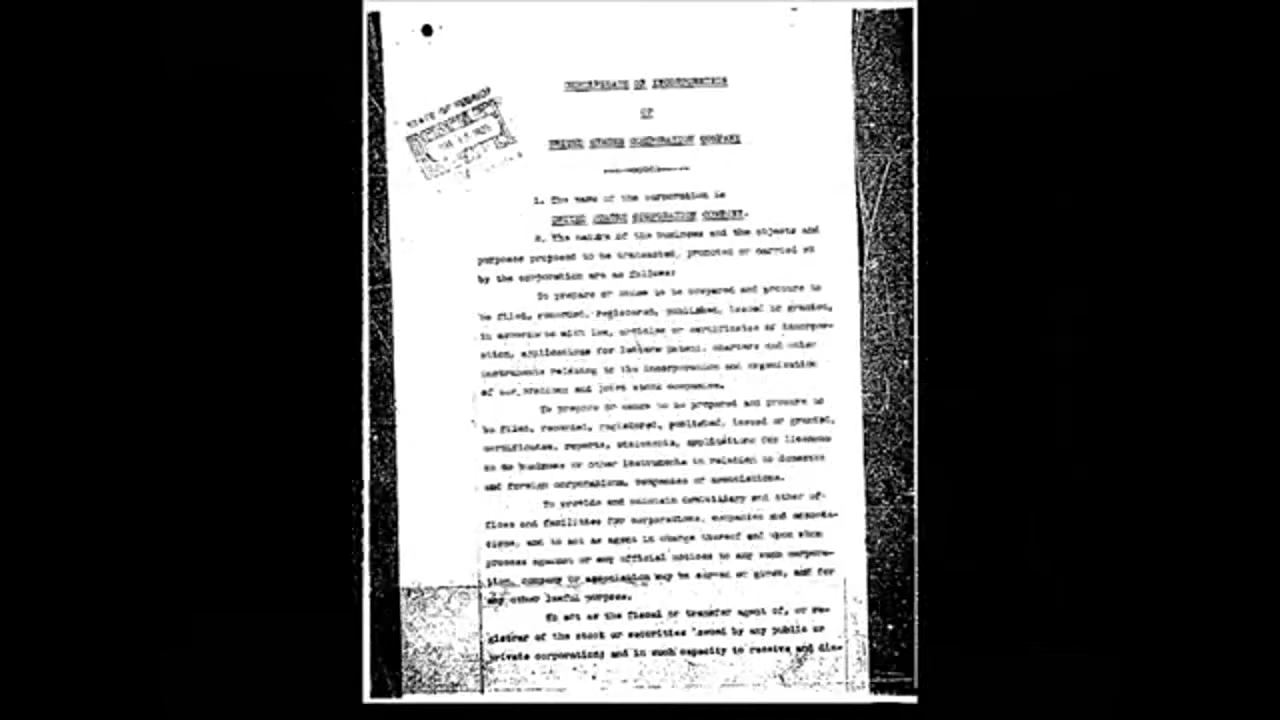 CERTIFICATE OF INCORPORATION
OF
UNITED STATES CORPORATION COMPANY
STATE OF
1. The name of the corporation is
UNITED STATES CORPORATION COMPANY.
2. The nature of the business and the objects and
purposes proposed to be transacted, promoted or carried on
by the corporation are as follows:
To prepare or cause to be prepared and procure to
be filed, recorded, registered, published, issued or granted,
in accordance with law, articles or certificates of incorpor-
ation, applications for letters patent, charters and other
instruments relating to the incorporation and organization
of corporations and joint stock companies.
To prepare or cause to be prepared and procure to
be filed, recorded, registered, published, issued or granted,
certificates, reports, statements, applications for licenses
to do business or other instruments in relation to domestic
and foreign corporations, companies or associations.
To provide and maintain and other of-
fices and facilities for corporations, companies and associa-
tions, and to act as agent in charge thereof and upon whom
process against or any official notices to any such corpora-
tion, company or association may be served or given, and for
any other lawful purpose.
To act as the fiscal or transfer agent of, or re-
gistrar of the stock or securities issued by any public or
private corporation; and in such capacity to receive and dis-